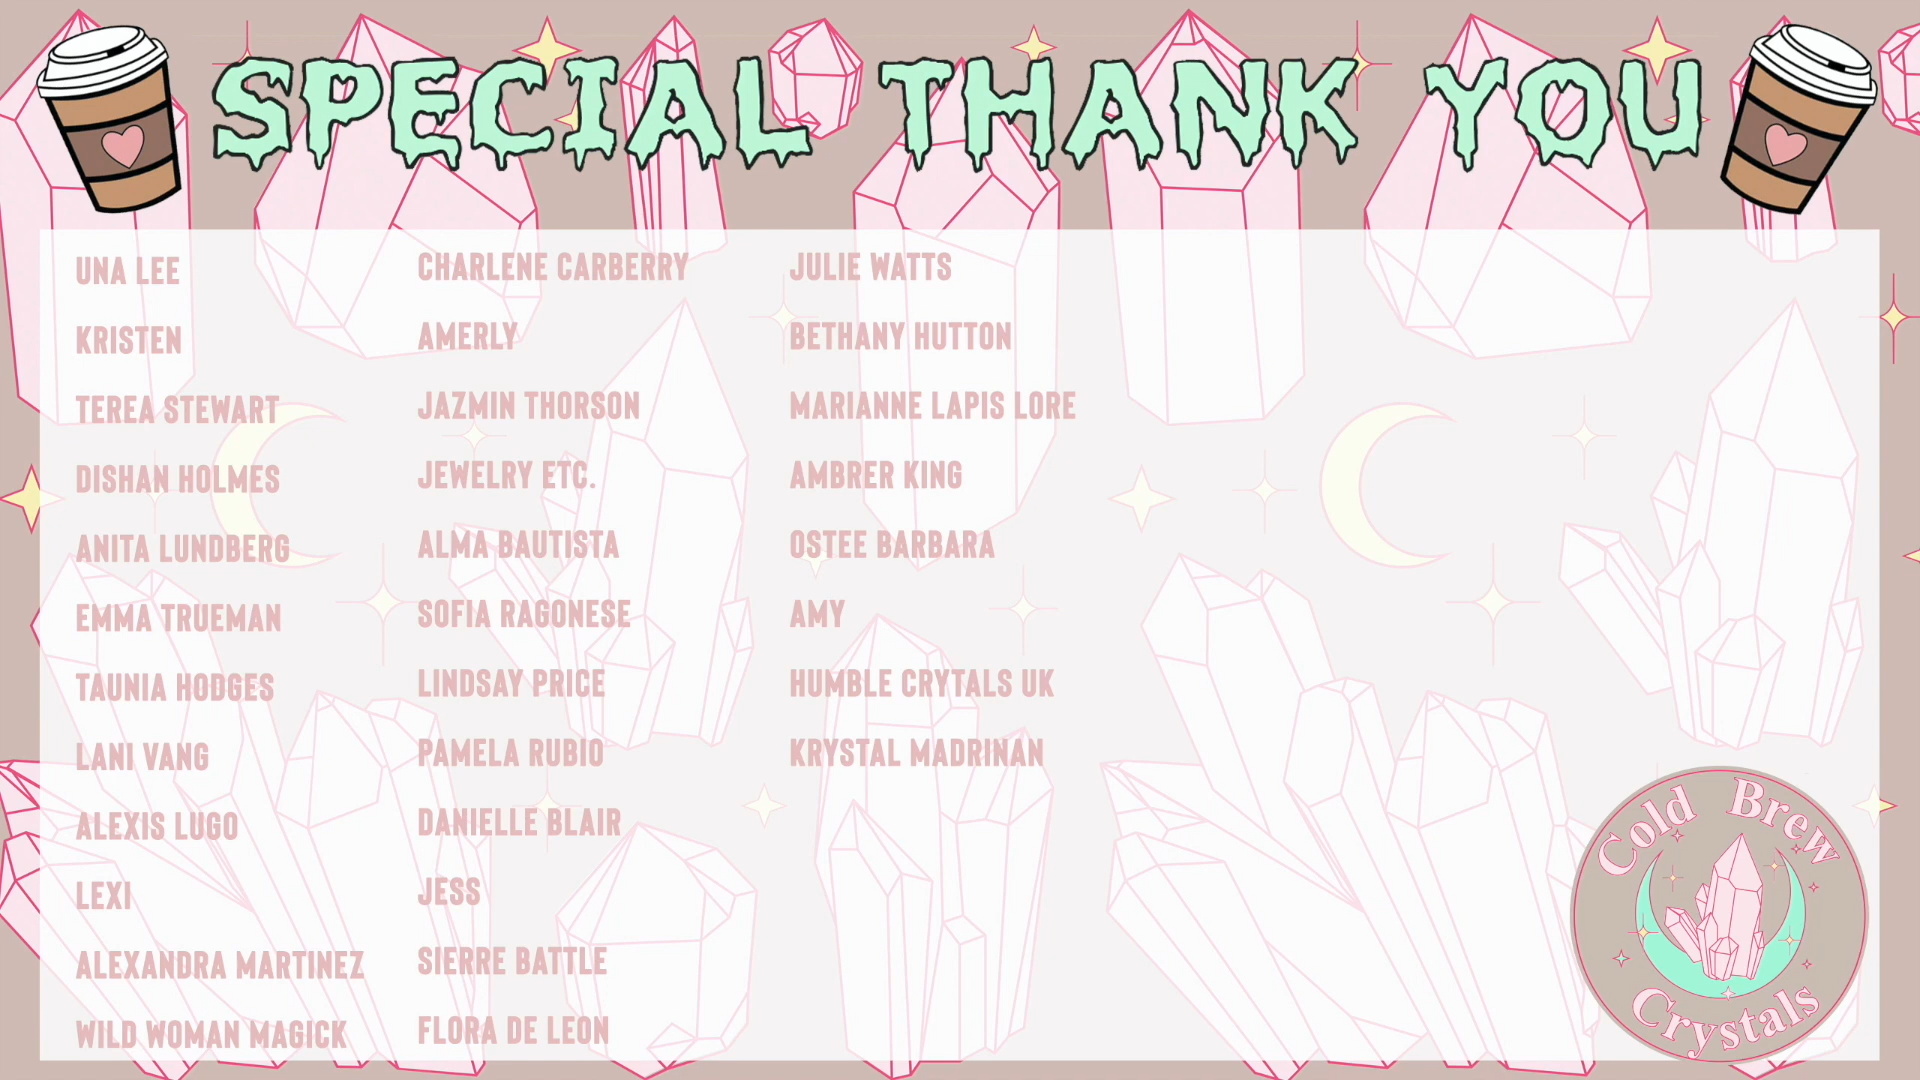 SPECIAL THANK YOU
UNA LEE
KRISTEN
TEREA STEWART
DISHAN HOLMES
ANITA LUNDBERG
EMMA TRUEMAN
TAUNIA HODGES
LANI VANG
ALEXIS LUGO
LEXI
ALEXANDRA MARTINEZ
WILD WOMAN MAGICK
CHARLENE CARBERRY
AMERLY
JAZMIN THORSON
JEWELRY ETC.
ALMA BAUTISTA
SOFIA RAGONESE
LINDSAY PRICE
PAMELA RUBIO
DANIELLE BLAIR
JESS
SIERRE BATTLE
FLORA DE LEON
JULIE WATTS
BETHANY HUTTON
MARIANNE LAPIS LORE
AMBRER KING
OSTEE BARBARA
AMY
HUMBLE CRYTALS UK
KRYSTAL MADRINAN
Cold Brew
Crystals